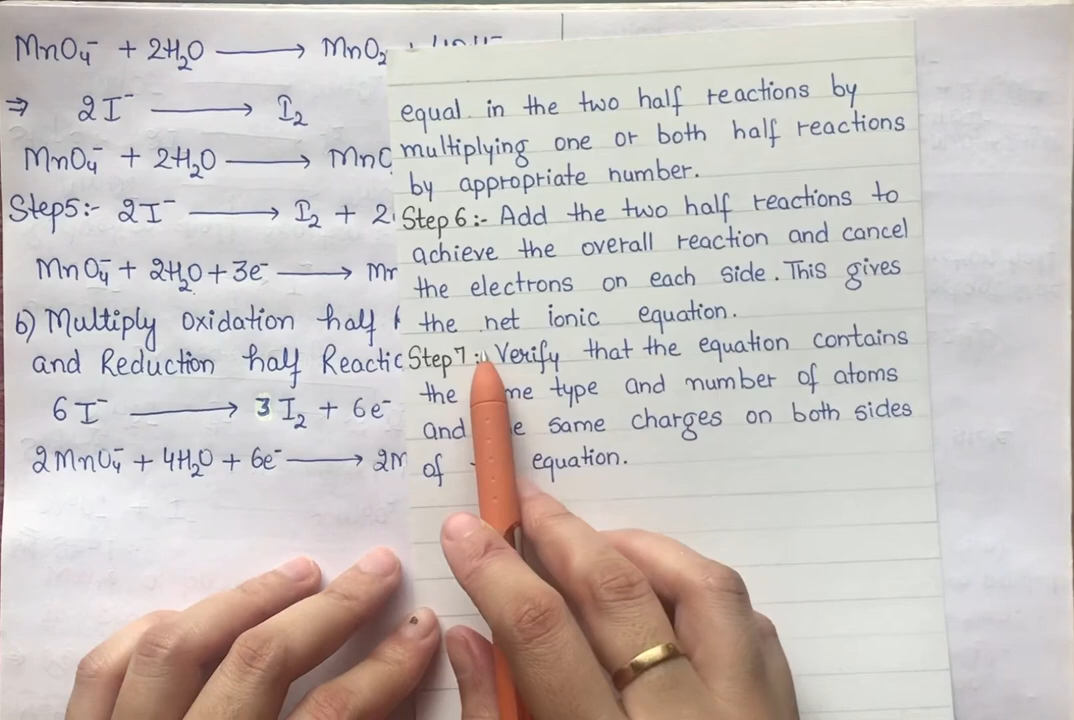 MnO₄⁻ + 2H₂O ⟶ MnO₂ +
⇒ 2I⁻ ⟶ I₂
MnO₄⁻ + 2H₂O ⟶
Step5:- 2I⁻ ⟶ I₂ +
MnO₄⁻ + 2H₂O + 3e⁻ ⟶
b) Multiply Oxidation half
and Reduction half
6I⁻ ⟶ 3I₂ + 6e⁻
2MnO₄⁻ + 4H₂O + 6e⁻ ⟶
equal in the two half reactions by
multiplying one or both half reactions
by appropriate number.
Step 6:- Add the two half reactions to
achieve the overall reaction and cancel
the electrons on each side. This gives
the net ionic equation.
Step 7:- Verify that the equation contains
the type and number of atoms
and same charges on both sides
of equation.